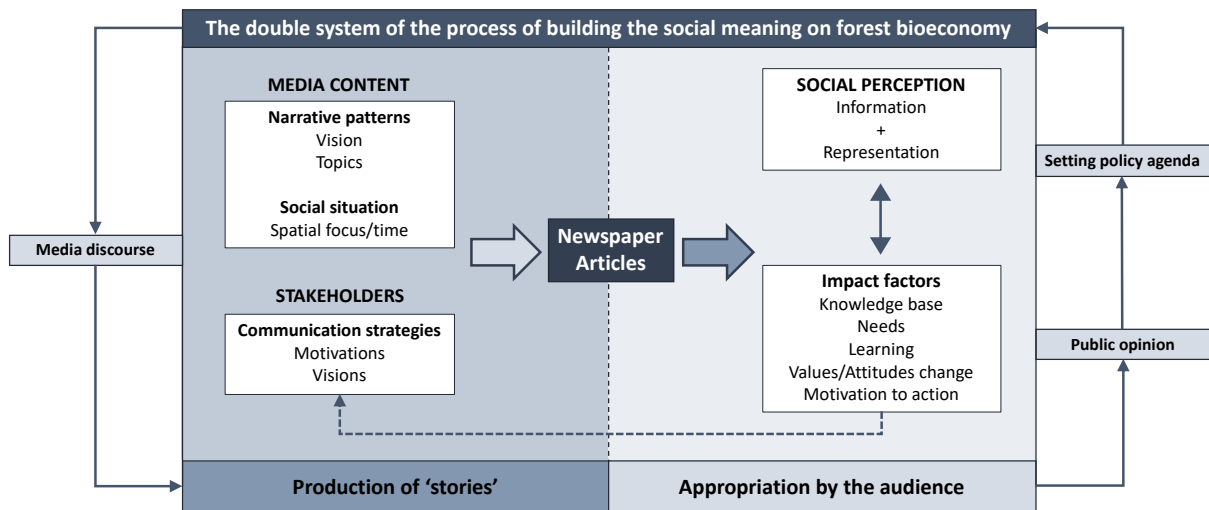 The double system of the process of building the social meaning on forest bioeconomy
MEDIA CONTENT
Narrative patterns
Vision
Topics
Social situation
Spatial focus/time
STAKEHOLDERS
Communication strategies
Motivations
Visions
Media discourse
Newspaper
Articles
SOCIAL PERCEPTION
Information
+
Representation
Impact factors
Knowledge base
Needs
Learning
Values/Attitudes change
Motivation to action
Setting policy agenda
Public opinion
Production of ‘stories’
Appropriation by the audience